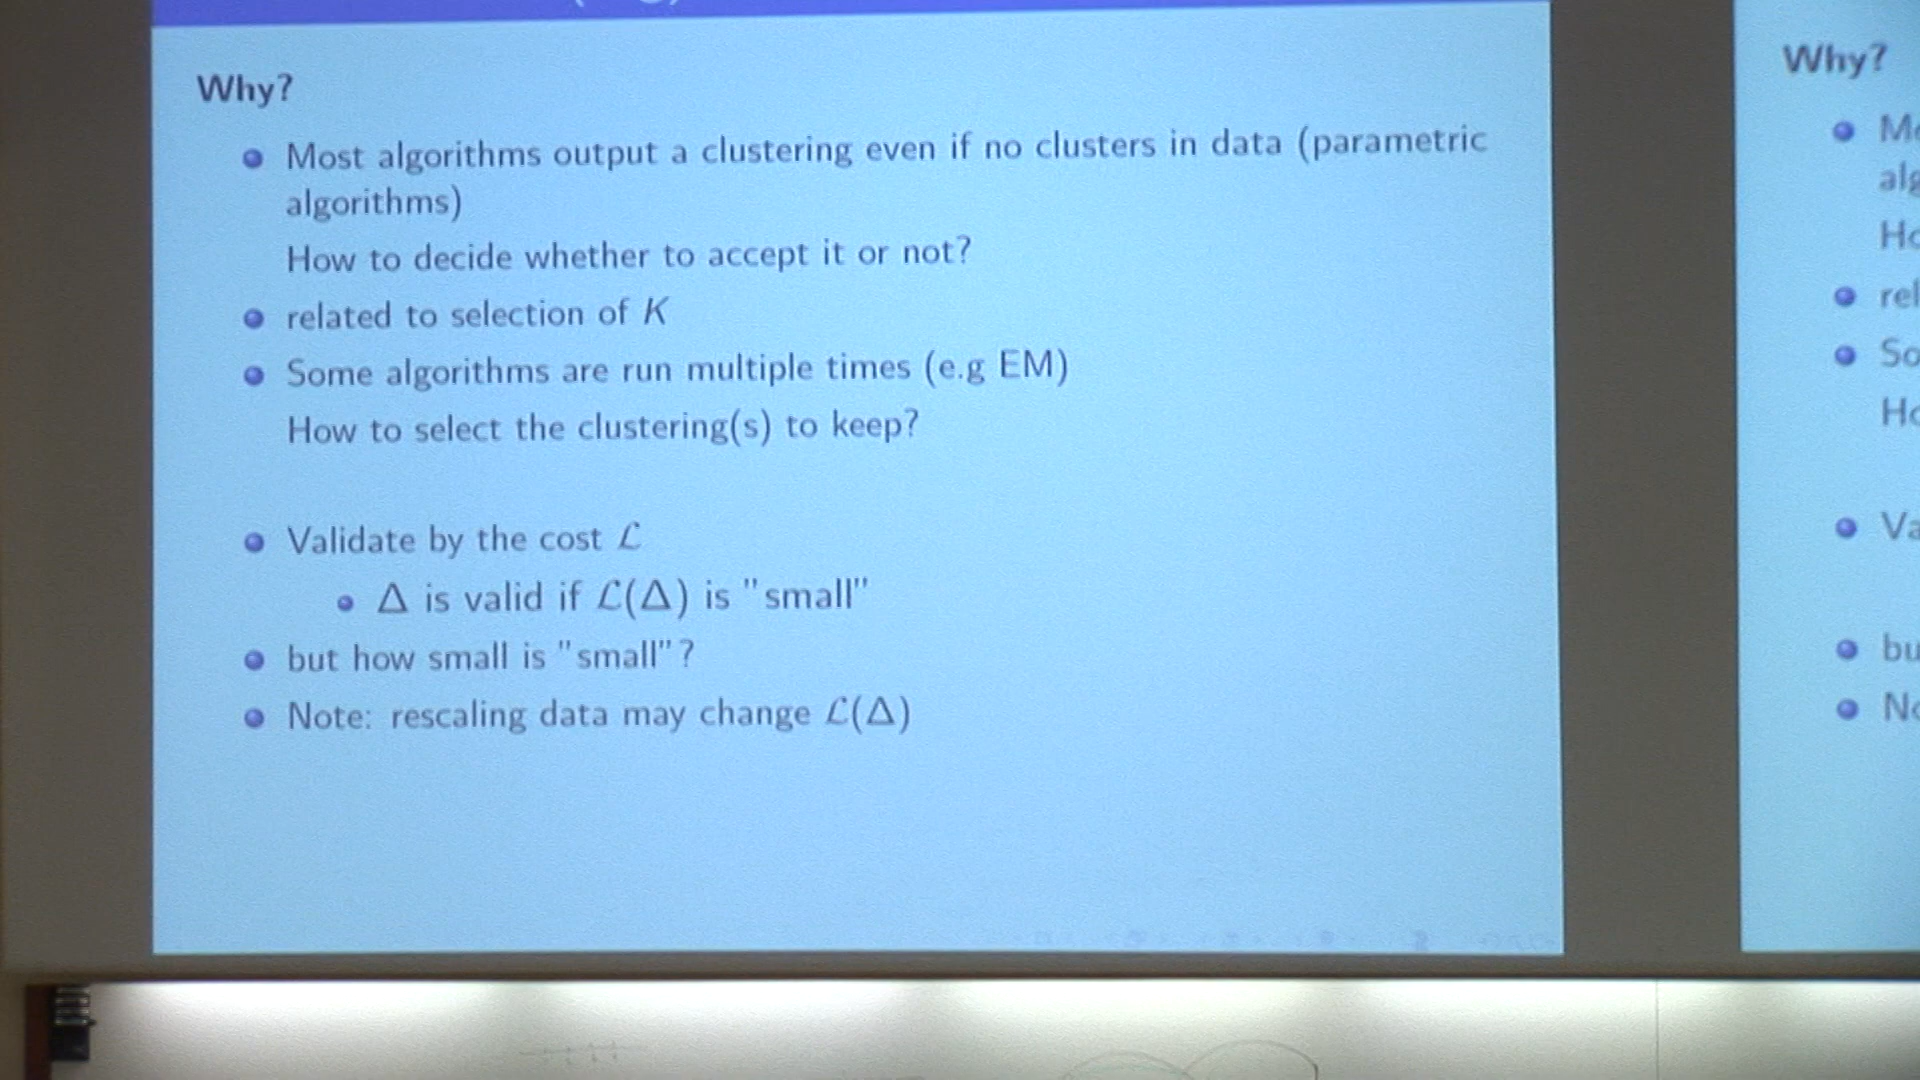 Why?
Most algorithms output a clustering even if no clusters in data (parametric
algorithms)
How to decide whether to accept it or not?
related to selection of K
Some algorithms are run multiple times (e.g EM)
How to select the clustering(s) to keep?
Validate by the cost ℒ
Δ is valid if ℒ(Δ) is "small"
but how small is "small"?
Note: rescaling data may change ℒ(Δ)
Why?